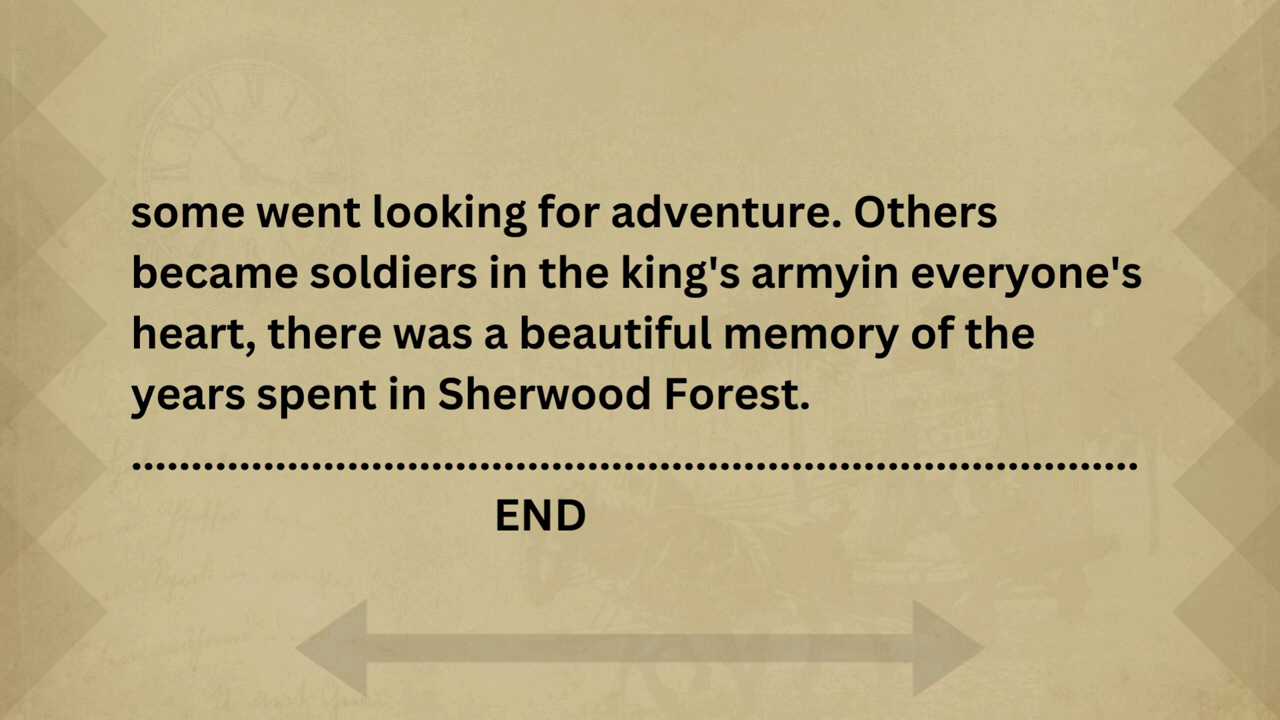 some went looking for adventure. Others
became soldiers in the king's armyin everyone's
heart, there was a beautiful memory of the
years spent in Sherwood Forest.
....................................................................................
END